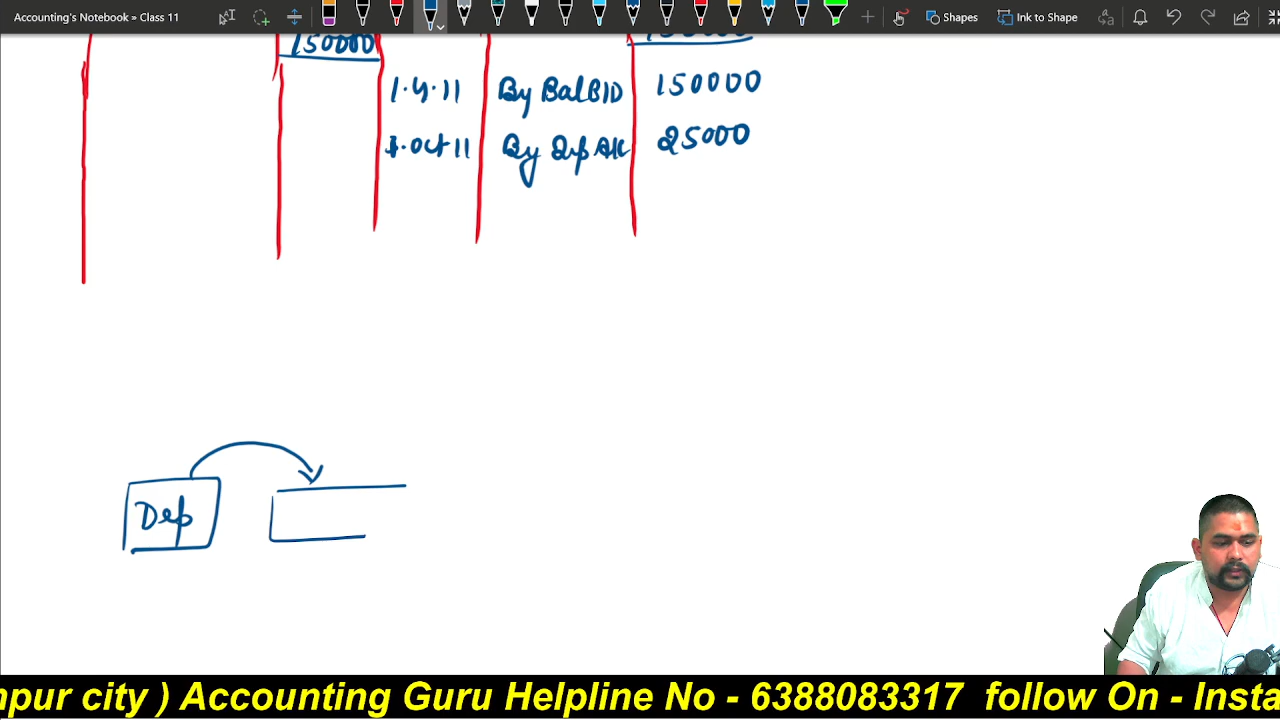 Accounting's Notebook » Class 11
Shapes
Ink to Shape
150000
1.4.11 By Bal B/D 150000
1.Oct 11 By Dep A/c 25000
Dep
npur city ) Accounting Guru Helpline No - 6388083317 follow On - Insta